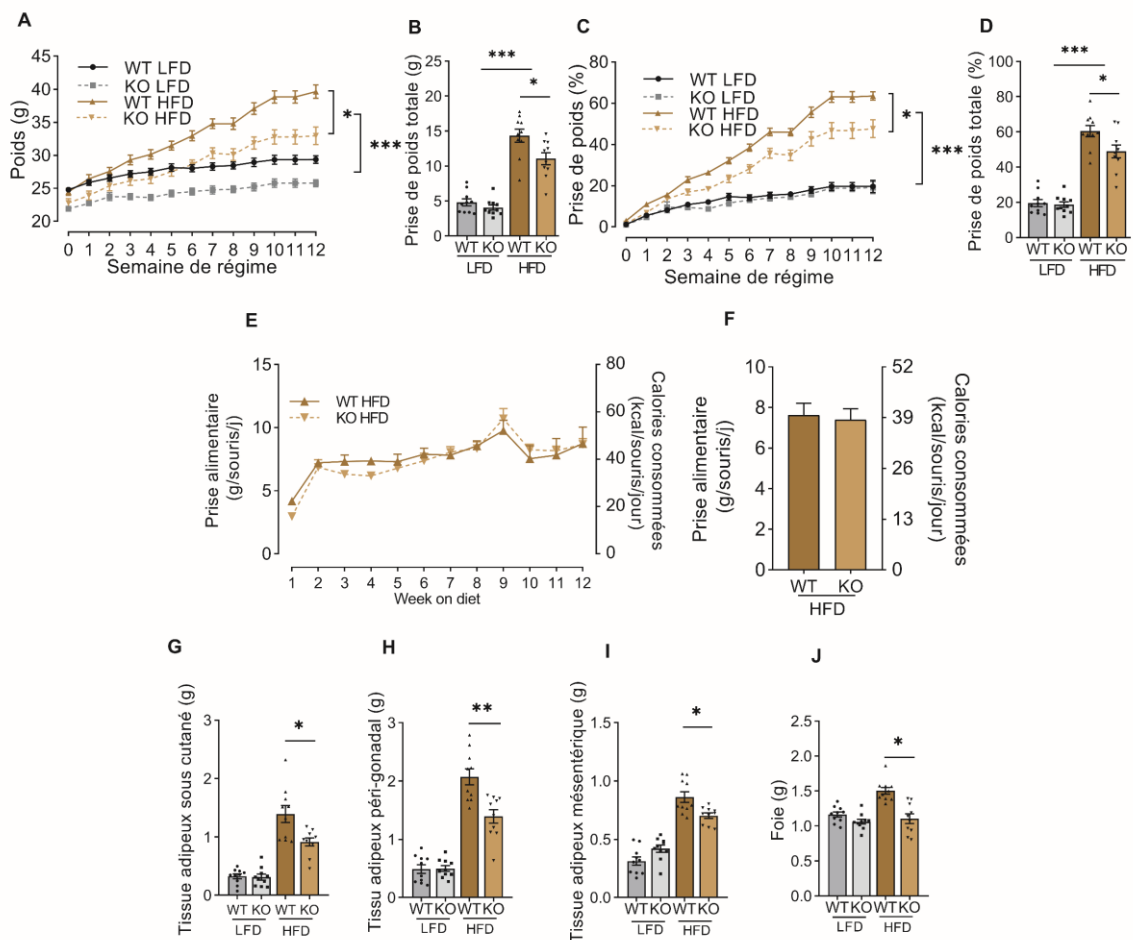 A
Poids (g)
45
40
35
30
25
20
WT LFD
KO LFD
WT HFD
KO HFD
*
***
0 1 2 3 4 5 6 7 8 9 10 11 12
Semaine de régime
B
Prise de poids totale (g)
25
20
15
10
5
0
***
*
WT KO WT KO
LFD HFD
C
Prise de poids (%)
80
60
40
20
0
WT LFD
KO LFD
WT HFD
KO HFD
*
***
0 1 2 3 4 5 6 7 8 9 10 11 12
Semaine de régime
D
Prise de poids totale (%)
100
80
60
40
20
0
***
*
WT KO WT KO
LFD HFD
E
Prise alimentaire
(g/souris/j)
15
10
5
0
WT HFD
KO HFD
80
60
40
20
0
Calories consommées
(kcal/souris/jour)
1 2 3 4 5 6 7 8 9 10 11 12
Week on diet
F
Prise alimentaire
(g/souris/j)
10
8
6
4
2
0
52
39
26
13
0
Calories consommées
(kcal/souris/jour)
WT KO
HFD
G
Tissue adipeux sous cutané (g)
3
2
1
0
*
WT KO WT KO
LFD HFD
H
Tissue adipeux péri-gonadal (g)
3
2
1
0
**
WT KO WT KO
LFD HFD
I
Tissue adipeux mésentérique (g)
1.5
1.0
0.5
0.0
*
WT KO WT KO
LFD HFD
J
Foie (g)
2.5
2.0
1.5
1.0
0.5
0.0
*
WT KO WT KO
LFD HFD